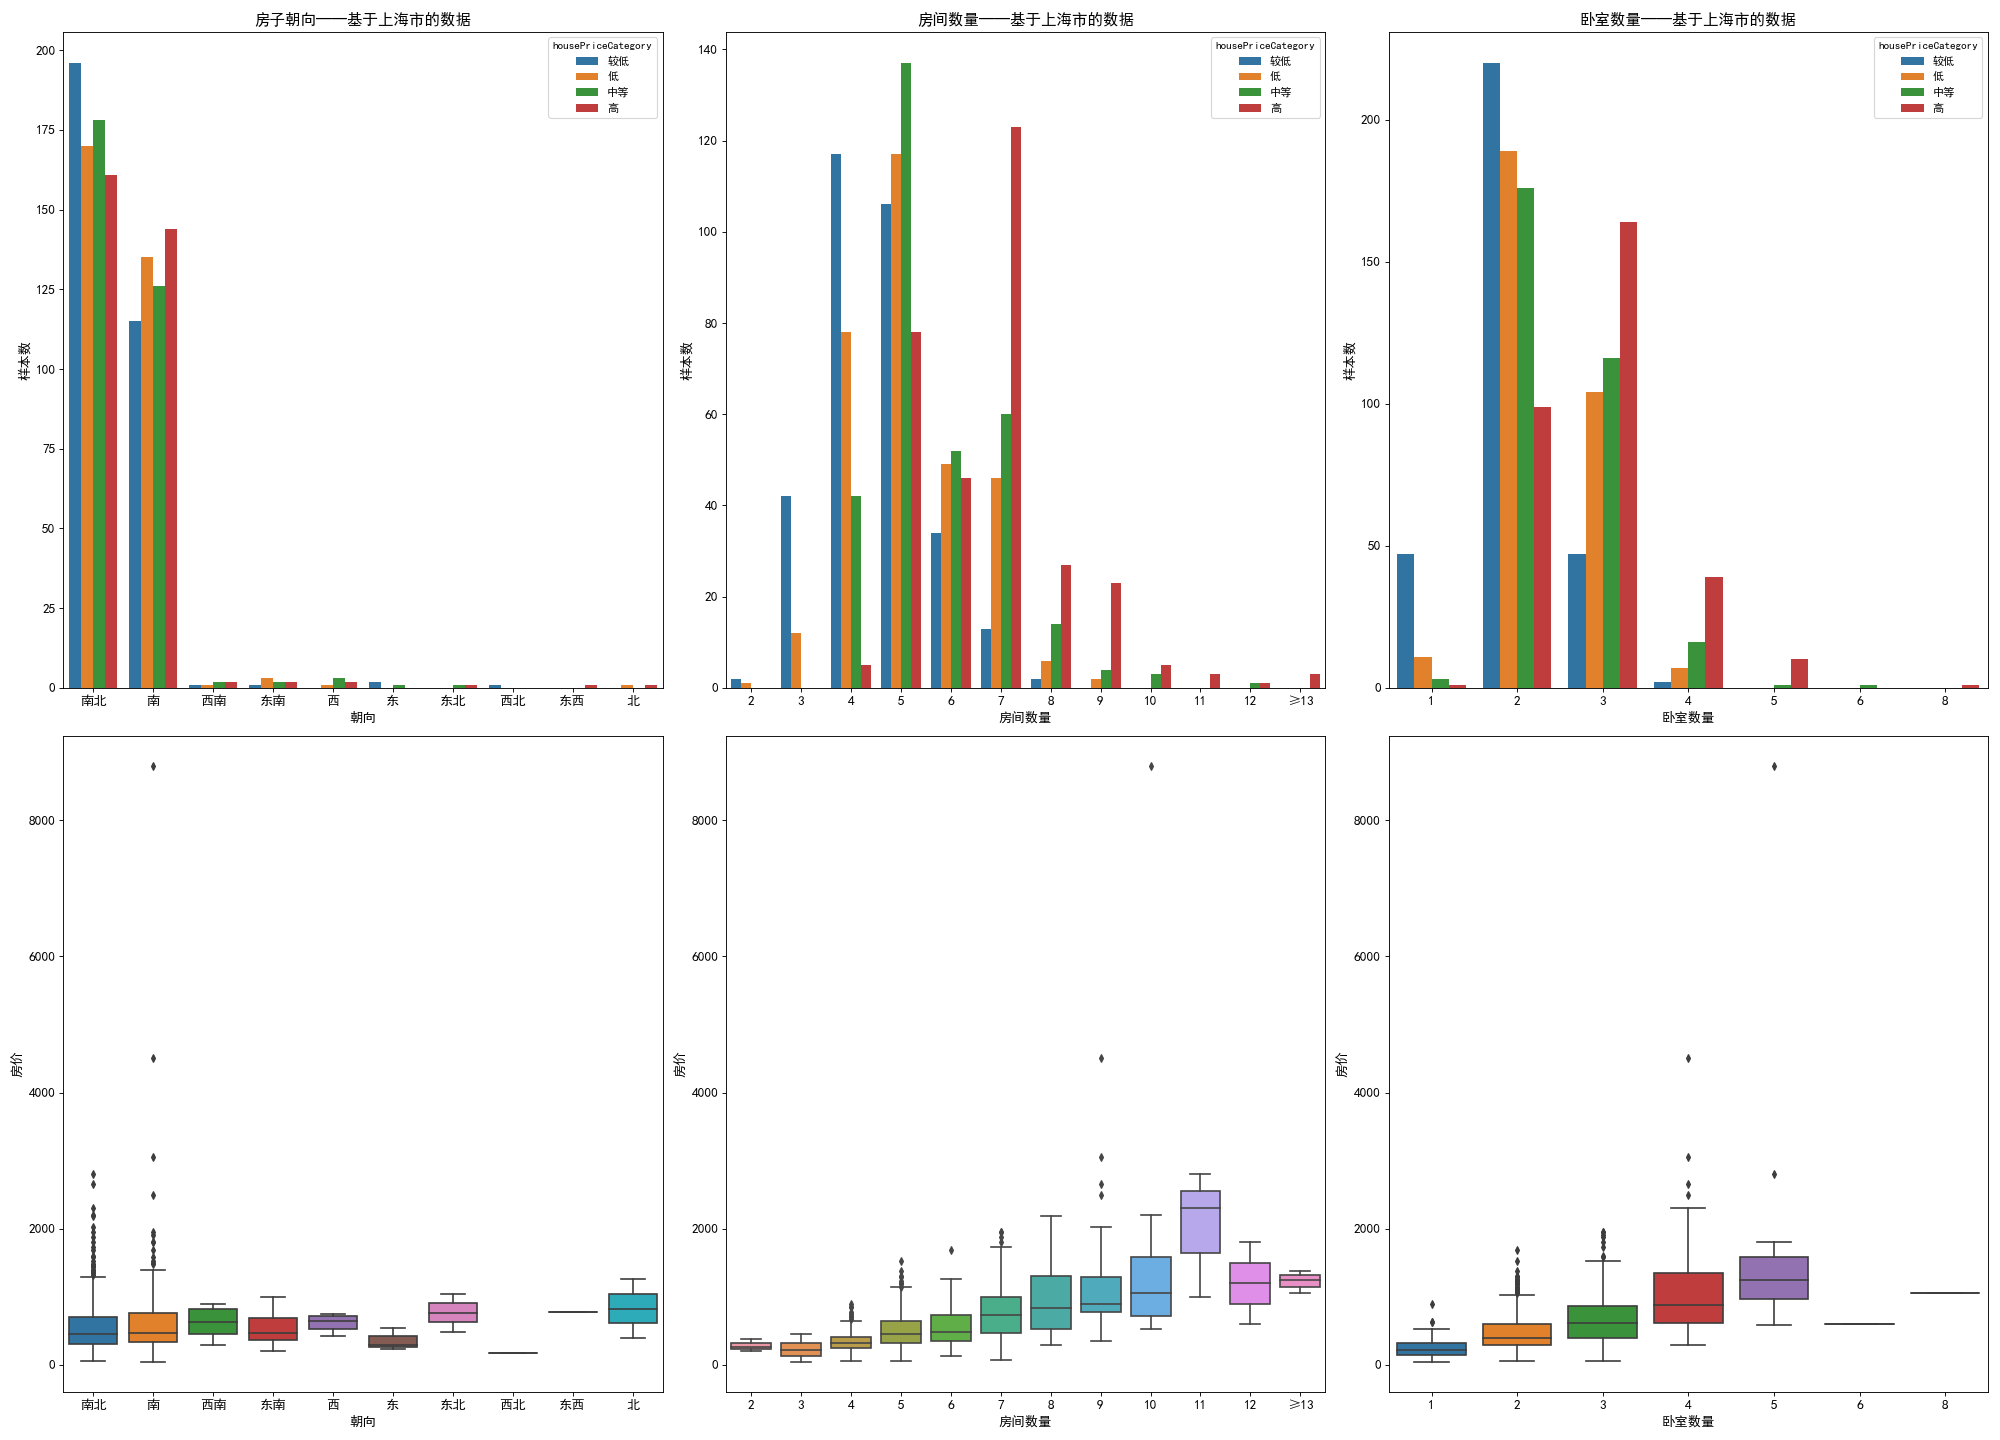 房子朝向——基于上海市的数据
housePriceCategory
较低
低
中等
高
样本数
200
175
150
125
100
75
50
25
0
南北 南 西南 东南 西 东 东北 西北 东西 北
朝向
房间数量——基于上海市的数据
housePriceCategory
较低
低
中等
高
样本数
140
120
100
80
60
40
20
0
2 3 4 5 6 7 8 9 10 11 12 ≥13
房间数量
卧室数量——基于上海市的数据
housePriceCategory
较低
低
中等
高
样本数
200
150
100
50
0
1 2 3 4 5 6 8
卧室数量
房价
8000
6000
4000
2000
0
南北 南 西南 东南 西 东 东北 西北 东西 北
朝向
房价
8000
6000
4000
2000
0
2 3 4 5 6 7 8 9 10 11 12 ≥13
房间数量
房价
8000
6000
4000
2000
0
1 2 3 4 5 6 8
卧室数量